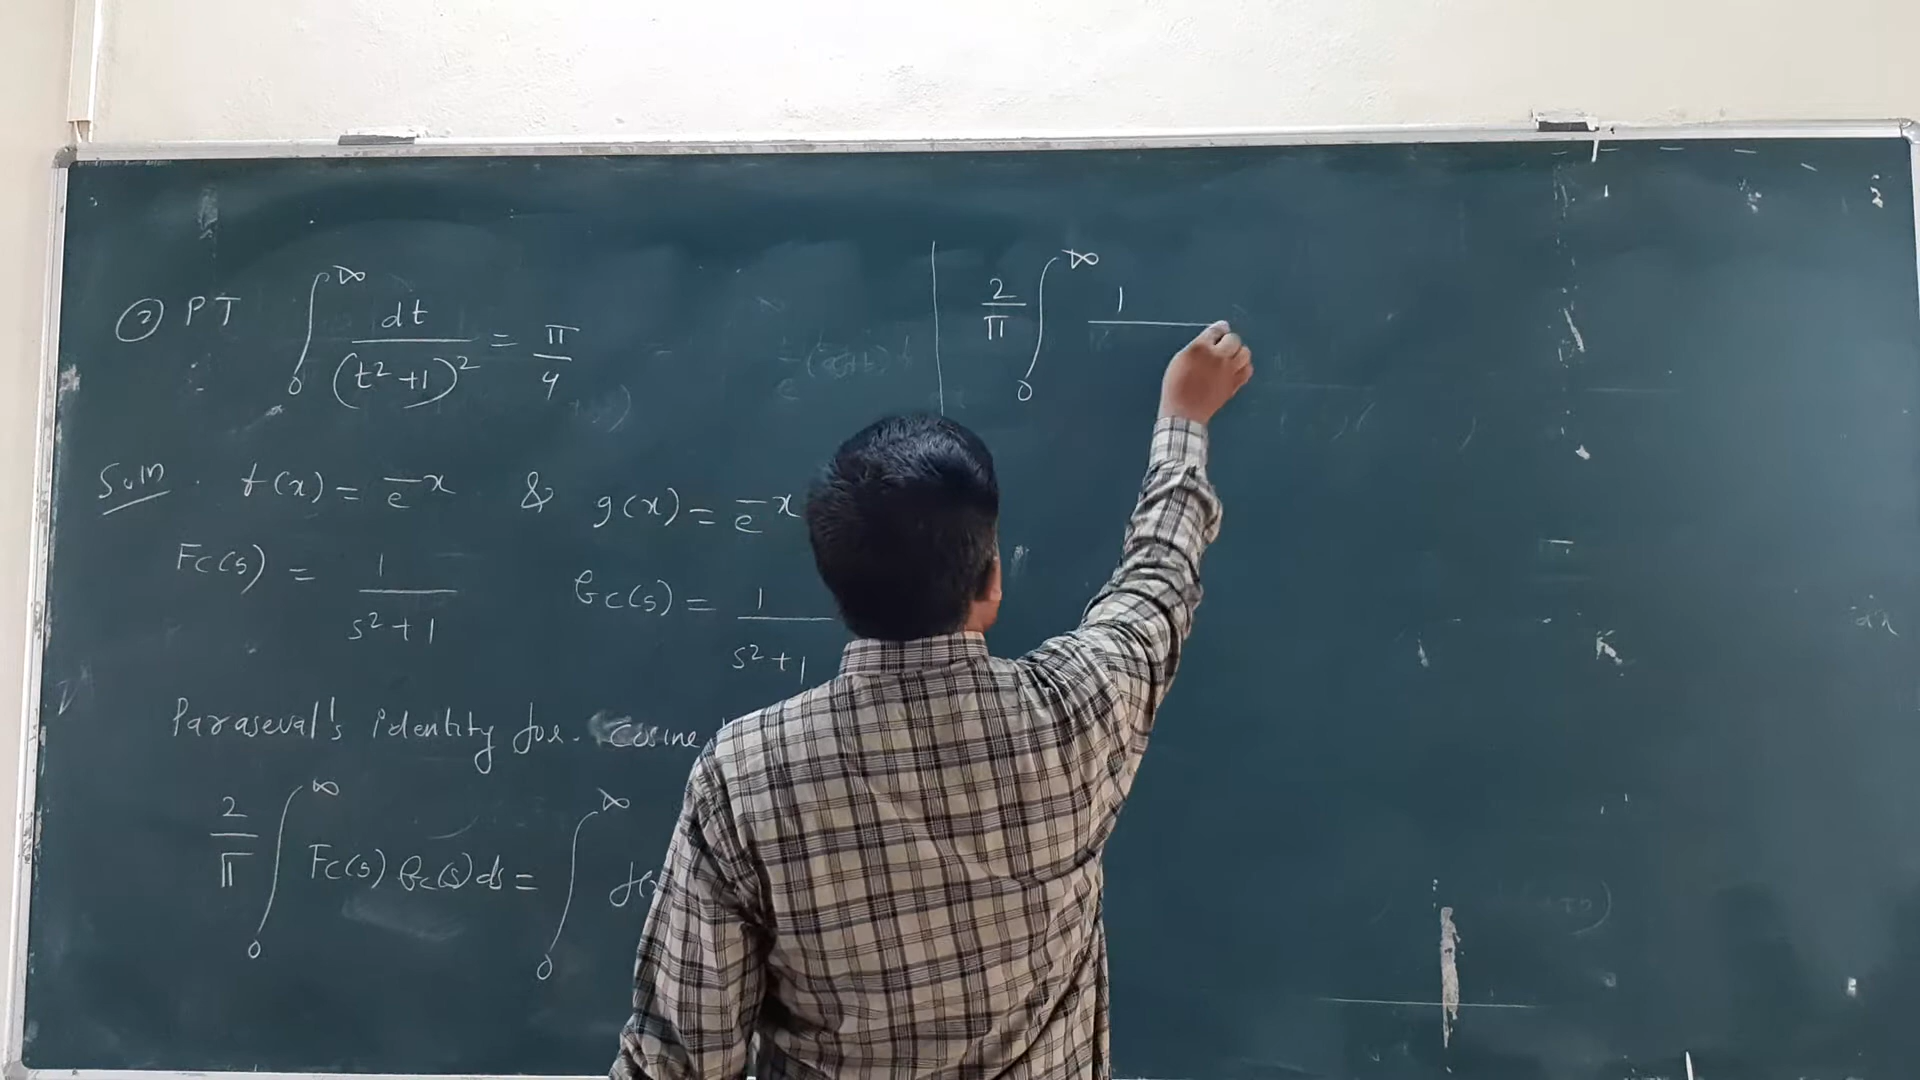 ② PT ∫₀^∞ dt/(t²+1)² = π/4
Soln. f(x) = e^-x & g(x) = e^-x
Fc(s) = 1/(s²+1) Gc(s) = 1/(s²+1)
Paraseval's identity for cosine
2/π ∫₀^∞ Fc(s) Gc(s) ds = ∫₀^∞ f(x
2/π ∫₀^∞ 1/